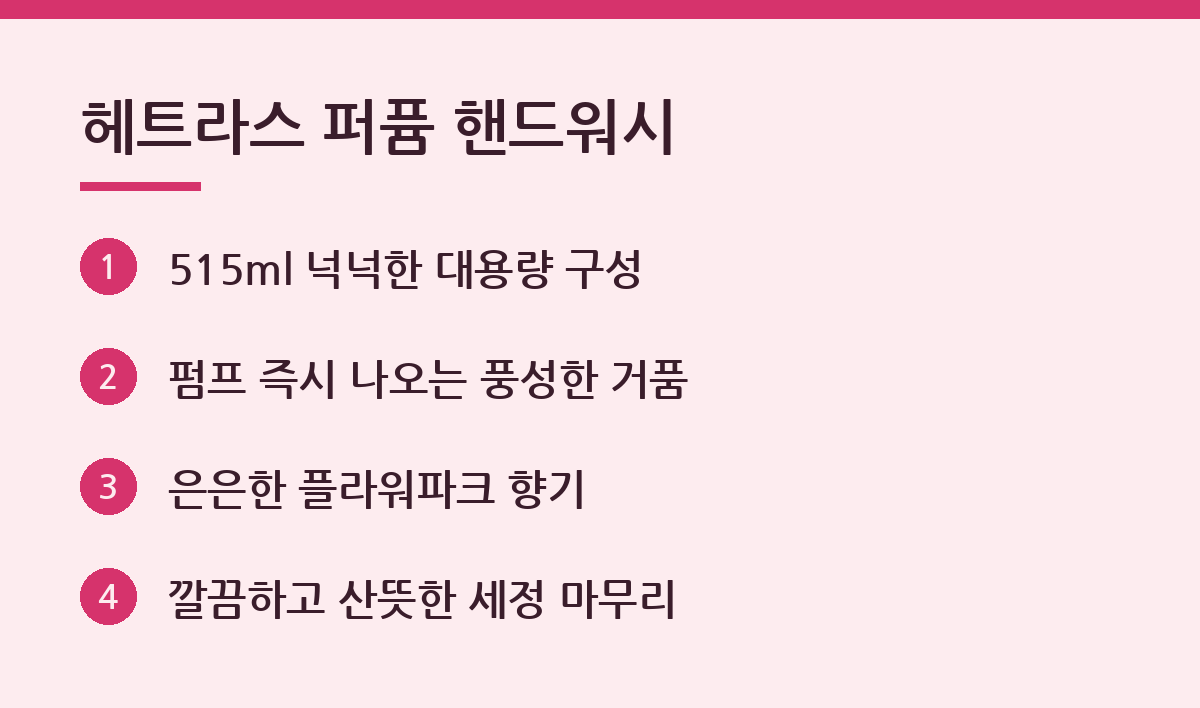 헤트라스 퍼퓸 핸드워시
1 515ml 넉넉한 대용량 구성
2 펌프 즉시 나오는 풍성한 거품
3 은은한 플라워파크 향기
4 깔끔하고 산뜻한 세정 마무리